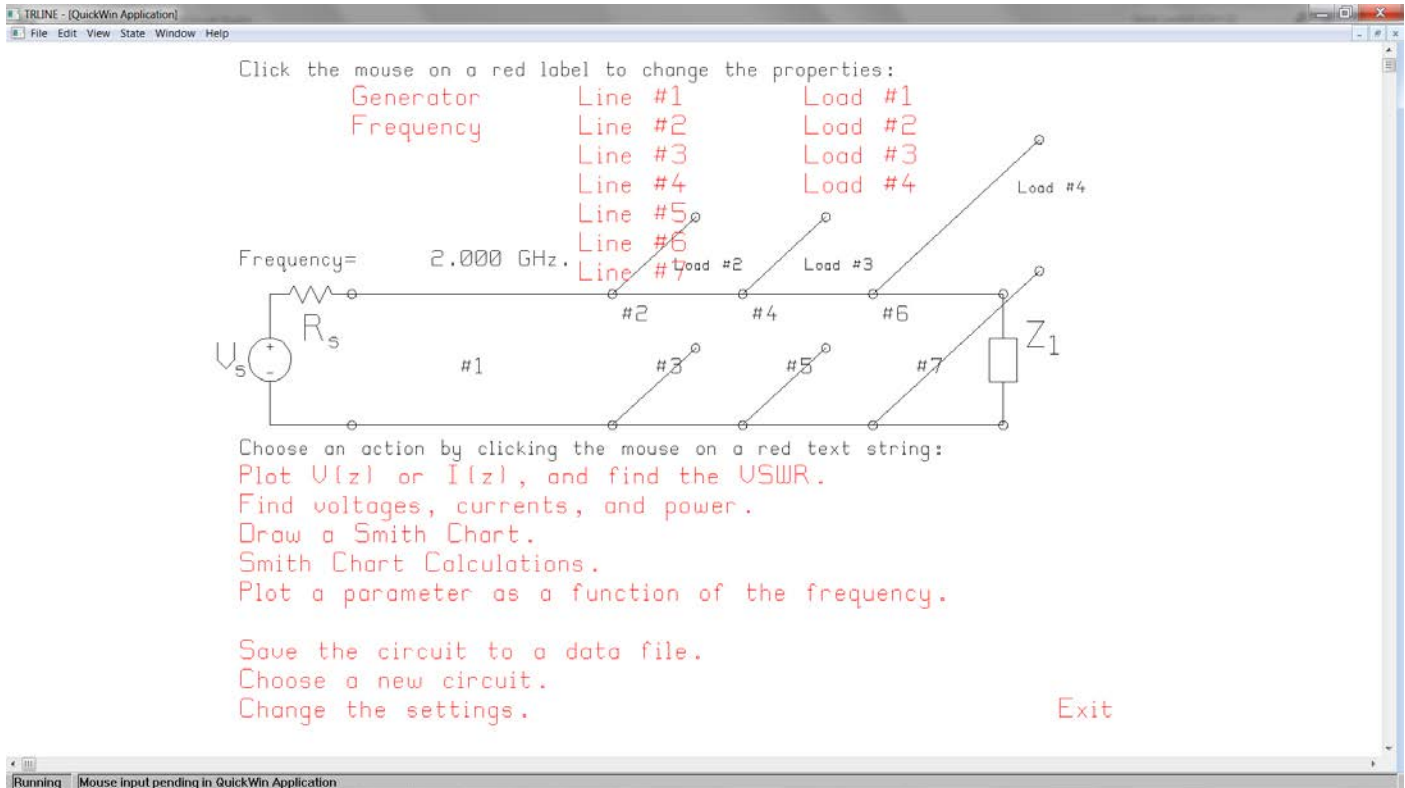 TRLINE - [QuickWin Application]
File Edit View State Window Help
Click the mouse on a red label to change the properties:
Generator Line #1 Load #1
Frequency Line #2 Load #2
Line #3 Load #3
Line #4 Load #4
Load #4
Line #5
Line #6
Frequency= 2.000 GHz. Load #2 Load #3
Line #7
#2 #4 #6
Rs Z1
Vs + - #1 #3 #5 #7
Choose an action by clicking the mouse on a red text string:
Plot V(z) or I(z), and find the VSWR.
Find voltages, currents, and power.
Draw a Smith Chart.
Smith Chart Calculations.
Plot a parameter as a function of the frequency.
Save the circuit to a data file.
Choose a new circuit.
Change the settings. Exit
Running Mouse input pending in QuickWin Application